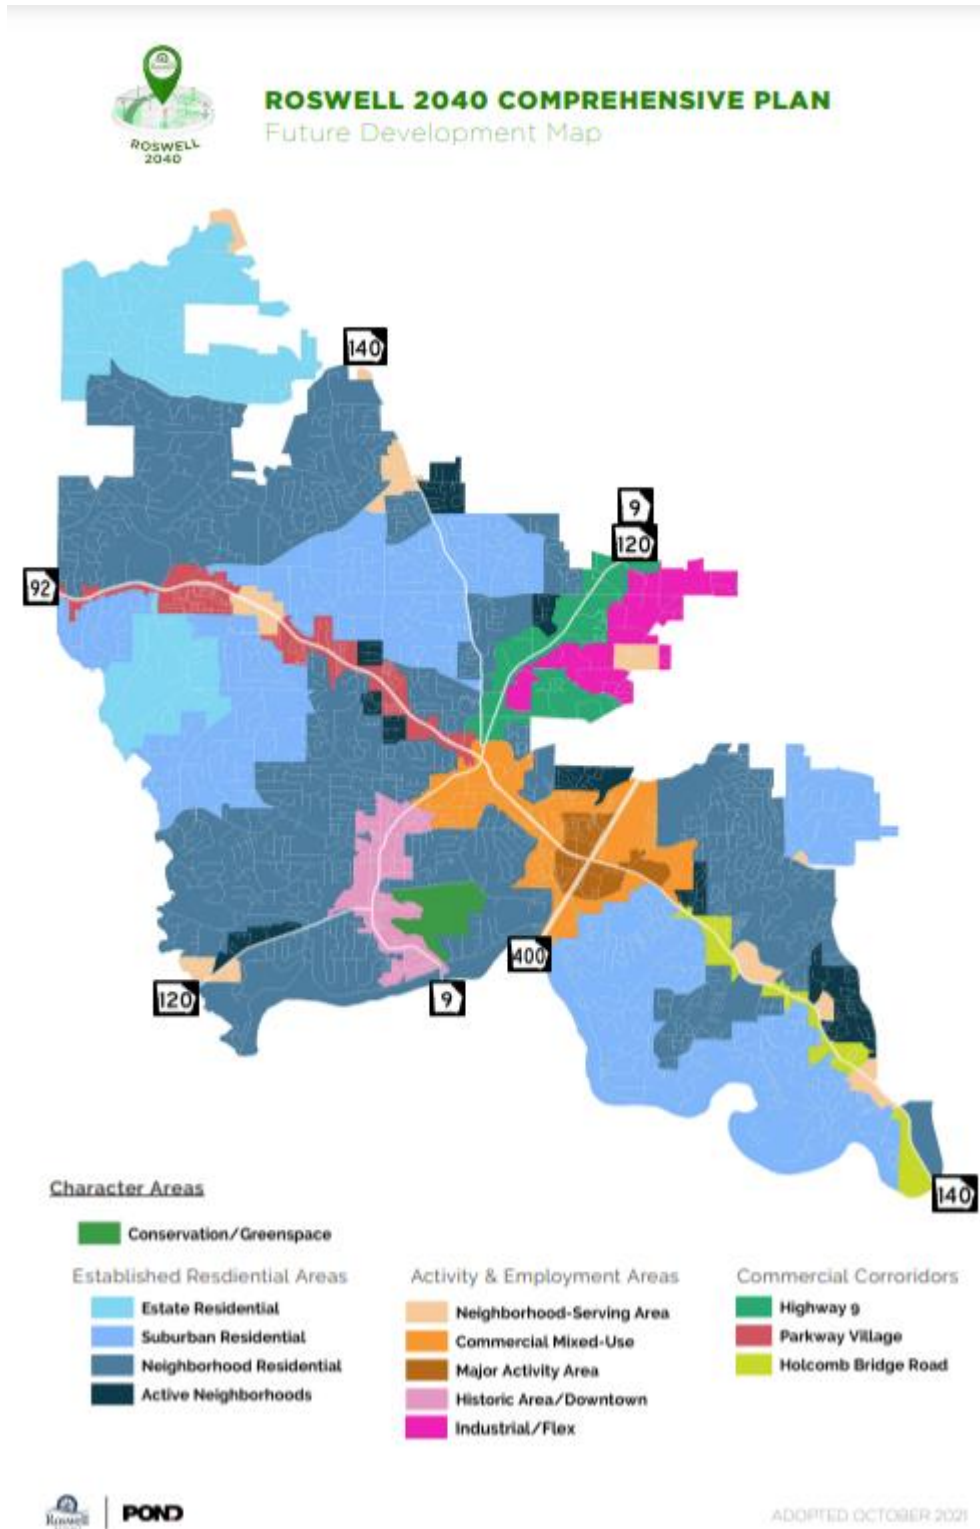 ROSWELL 2040 COMPREHENSIVE PLAN
Future Development Map
ROSWELL
2040
140
9
120
92
400
120
9
140
Character Areas
Conservation/Greenspace
Established Resdiential Areas
Estate Residential
Suburban Residential
Neighborhood Residential
Active Neighborhoods
Activity & Employment Areas
Neighborhood-Serving Area
Commercial Mixed-Use
Major Activity Area
Historic Area/Downtown
Industrial/Flex
Commercial Corroridors
Highway 9
Parkway Village
Holcomb Bridge Road
Roswell
POND
ADOPTED OCTOBER 2021